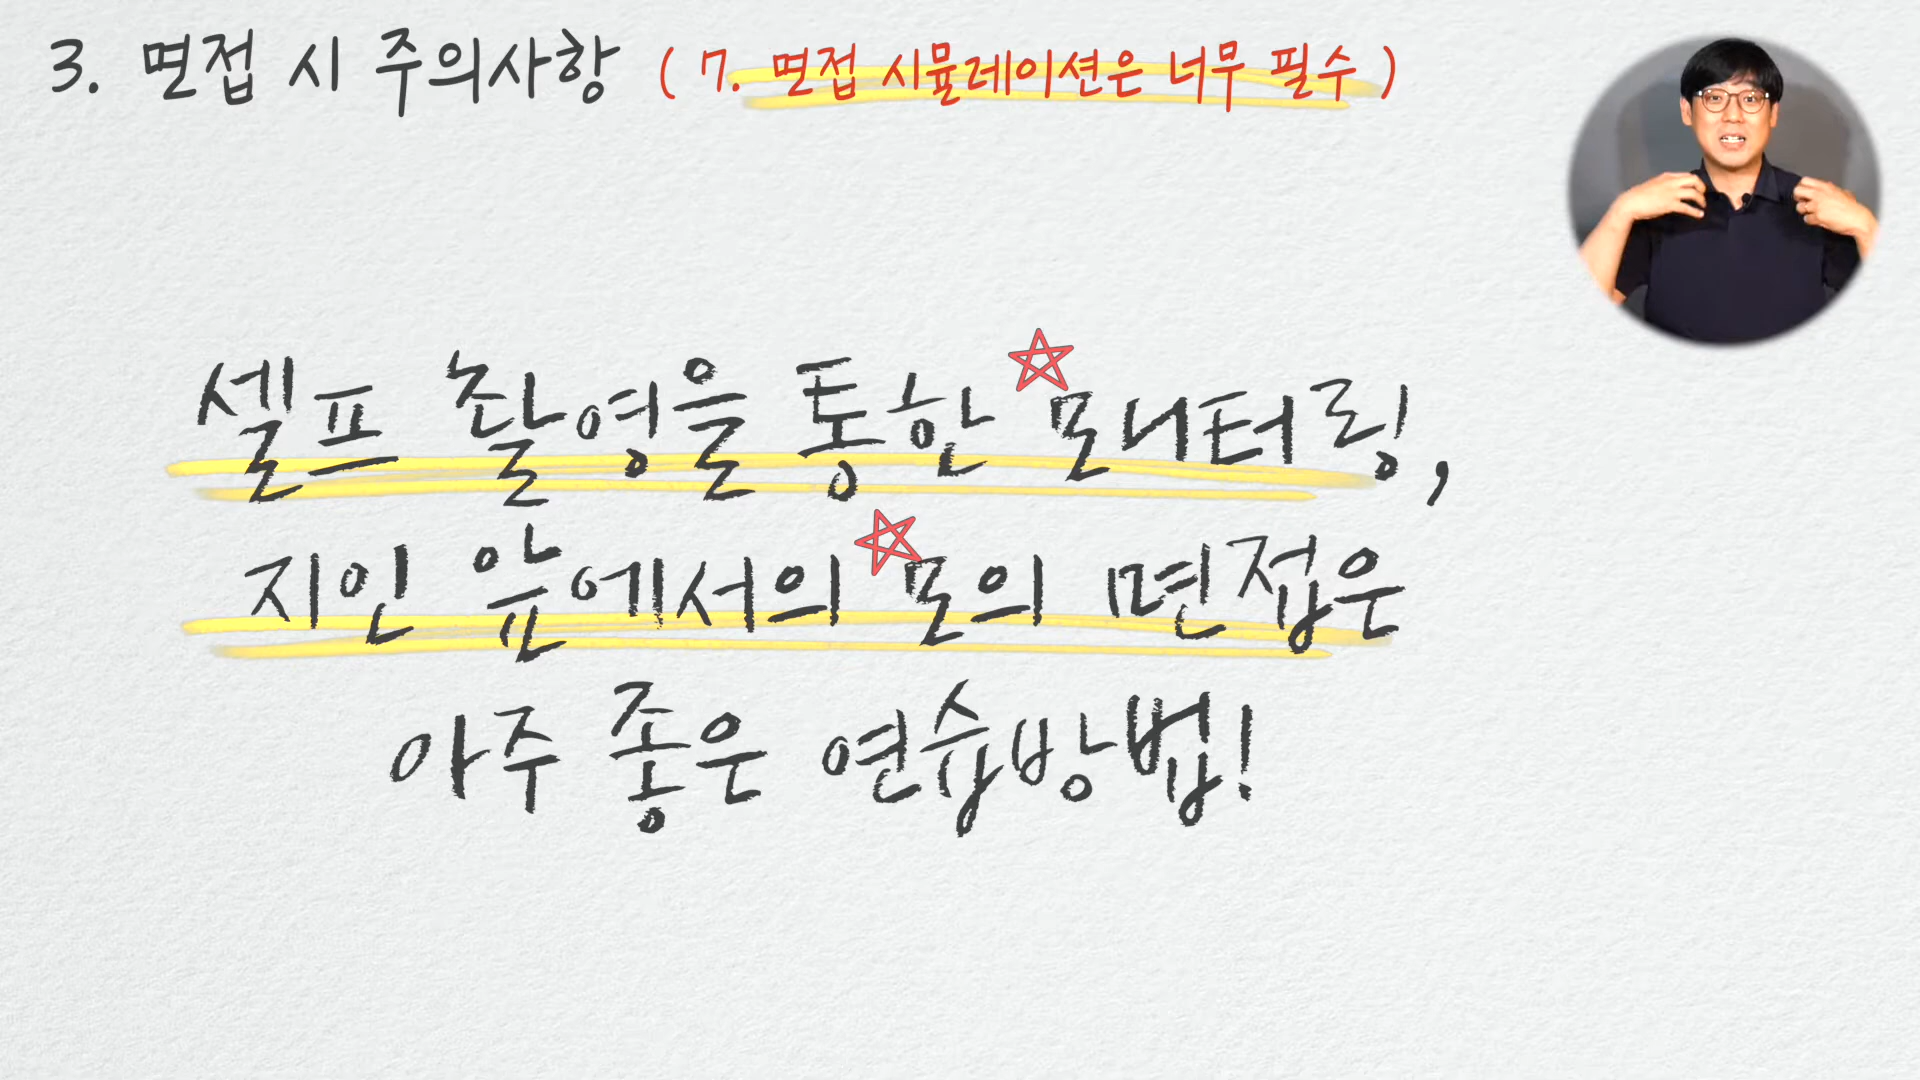 3. 면접 시 주의사항 ( 7. 면접 시뮬레이션은 너무 필수 )
셀프 촬영을 통한 모니터링,
지인 앞에서의 모의 면접은
아주 좋은 연습방법!